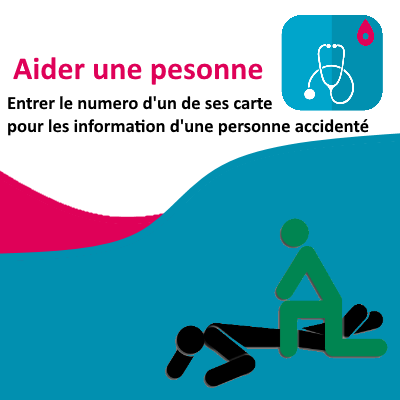 Aider une pesonne
Entrer le numero d'un de ses carte
pour les information d'une personne accidenté